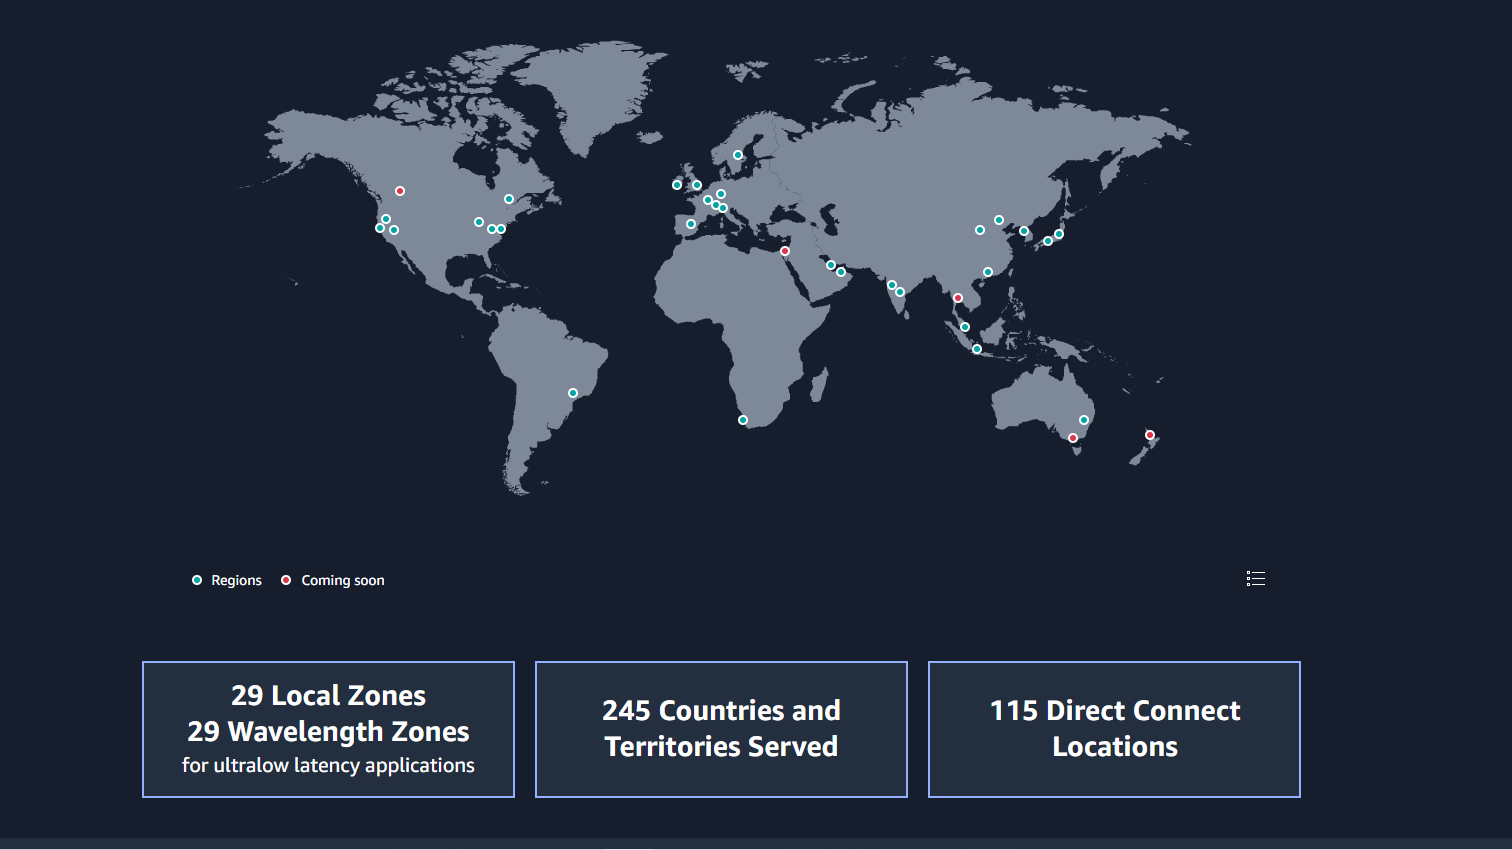 Regions
Coming soon
29 Local Zones
29 Wavelength Zones
for ultralow latency applications
245 Countries and
Territories Served
115 Direct Connect
Locations